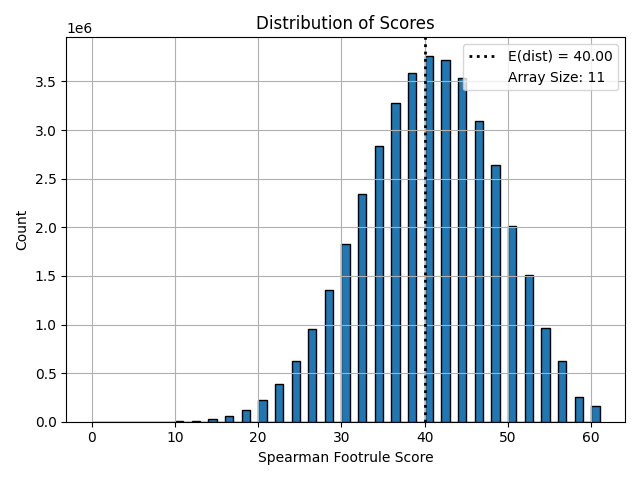 Distribution of Scores
1e6
E(dist) = 40.00
Array Size: 11
3.5
3.0
2.5
2.0
1.5
1.0
0.5
0.0
Count
0 10 20 30 40 50 60
Spearman Footrule Score